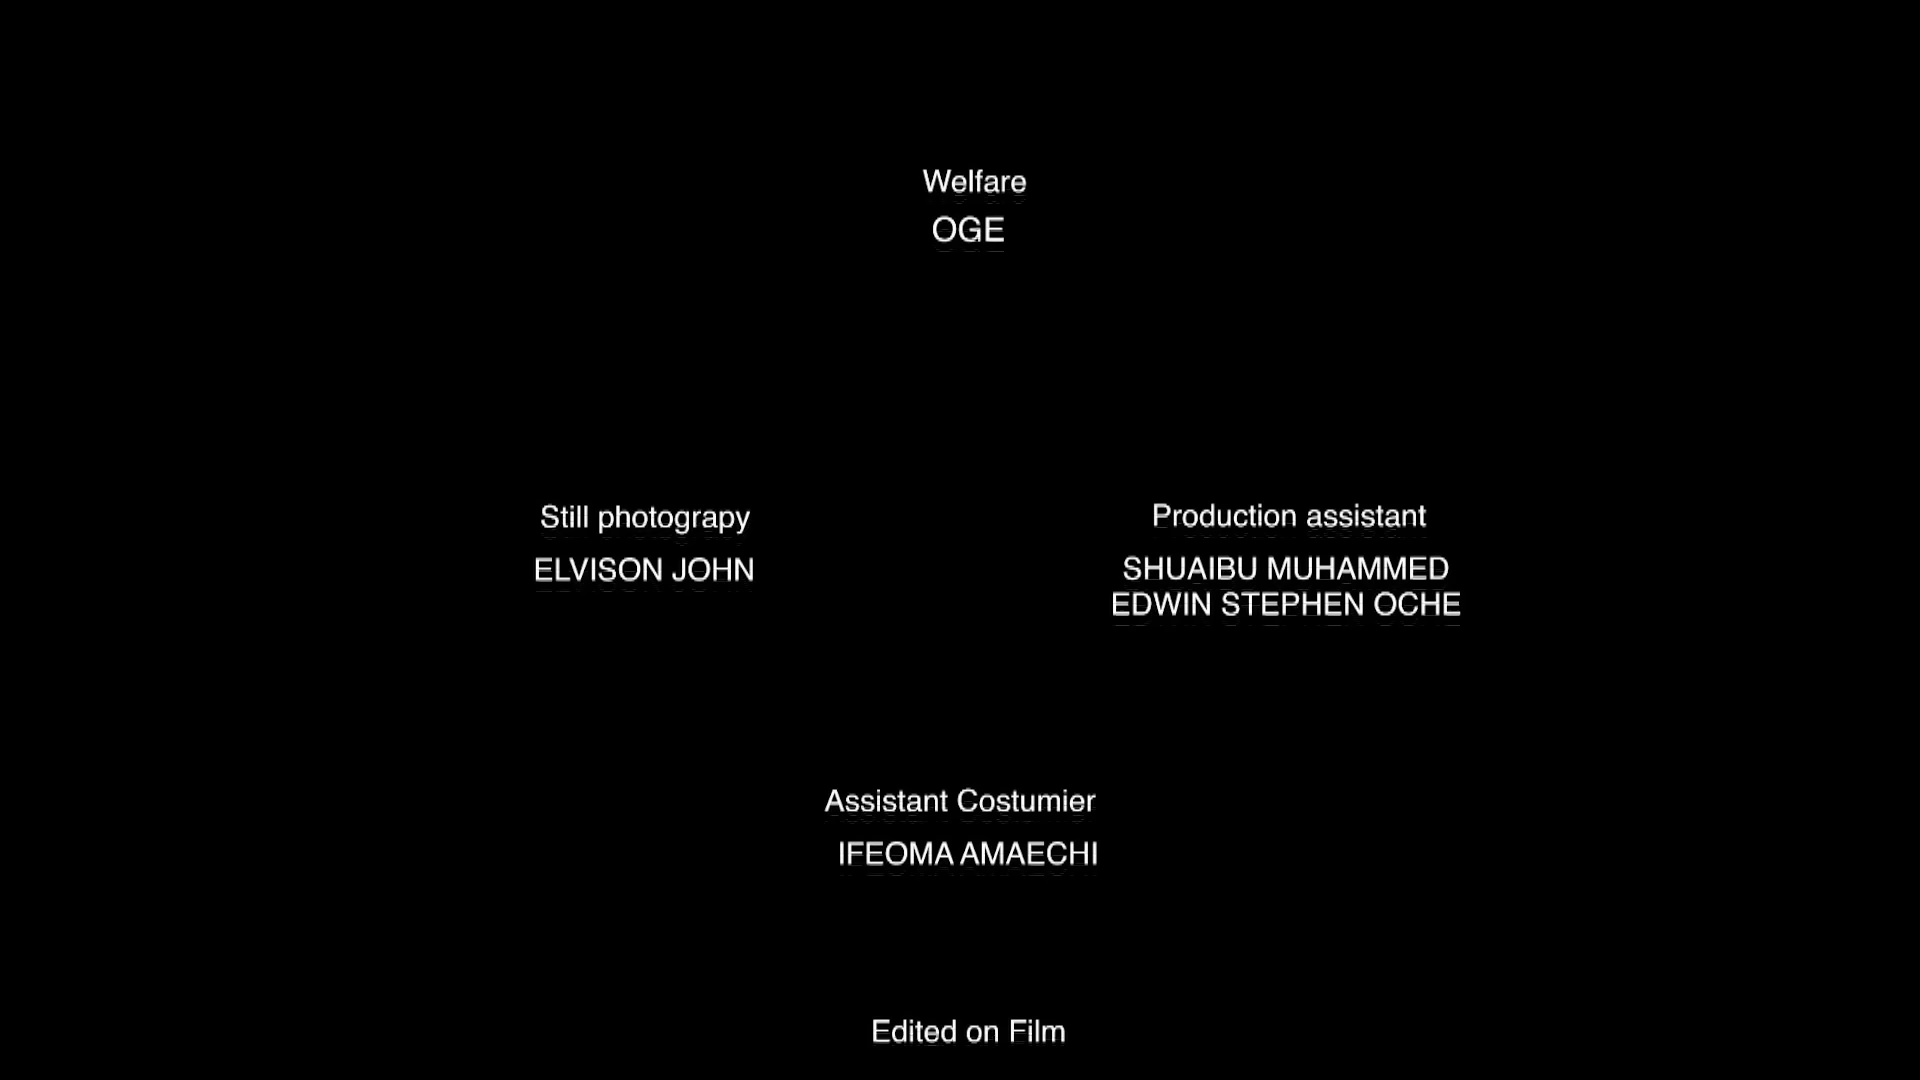 Welfare
OGE
Still photograpy
ELVISON JOHN
Production assistant
SHUAIBU MUHAMMED
EDWIN STEPHEN OCHE
Assistant Costumier
IFEOMA AMAECHI
Edited on Film